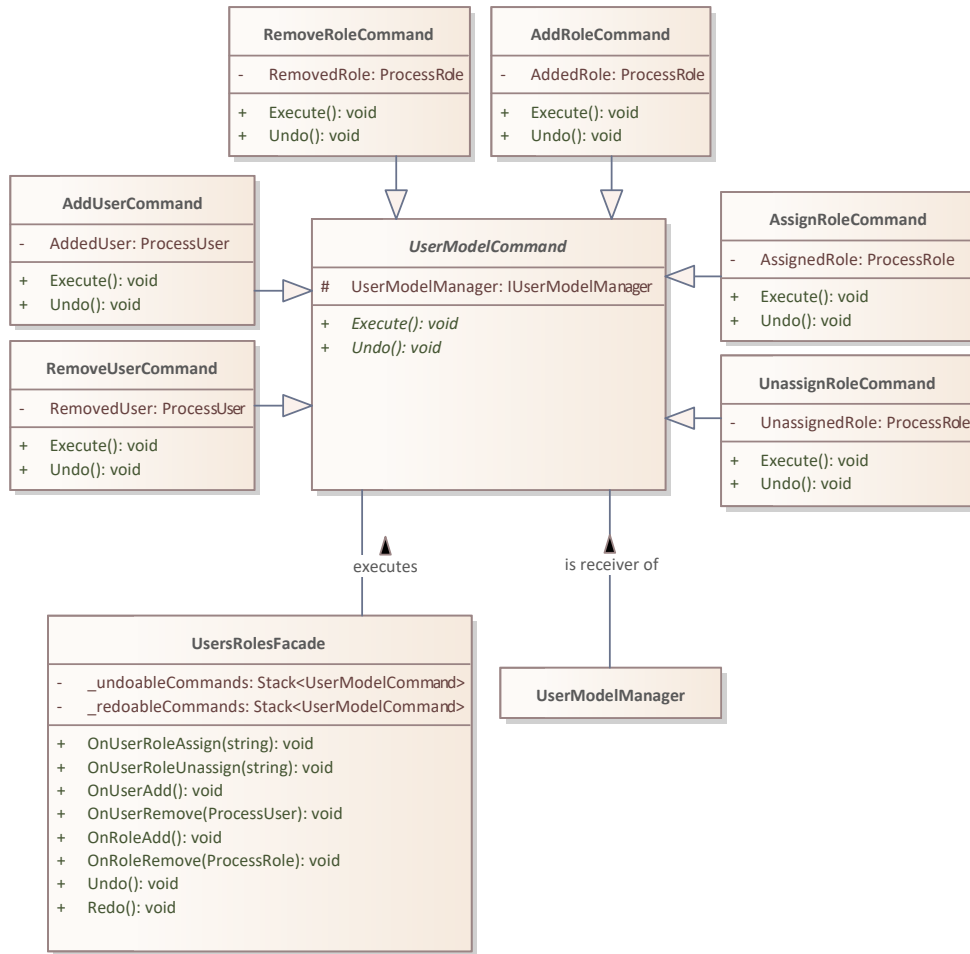 RemoveRoleCommand
- RemovedRole: ProcessRole
+ Execute(): void
+ Undo(): void
AddRoleCommand
- AddedRole: ProcessRole
+ Execute(): void
+ Undo(): void
AddUserCommand
- AddedUser: ProcessUser
+ Execute(): void
+ Undo(): void
UserModelCommand
# UserModelManager: IUserModelManager
+ Execute(): void
+ Undo(): void
AssignRoleCommand
- AssignedRole: ProcessRole
+ Execute(): void
+ Undo(): void
RemoveUserCommand
- RemovedUser: ProcessUser
+ Execute(): void
+ Undo(): void
UnassignRoleCommand
- UnassignedRole: ProcessRole
+ Execute(): void
+ Undo(): void
executes
is receiver of
UsersRolesFacade
- _undoableCommands: Stack<UserModelCommand>
- _redoableCommands: Stack<UserModelCommand>
+ OnUserRoleAssign(string): void
+ OnUserRoleUnassign(string): void
+ OnUserAdd(): void
+ OnUserRemove(ProcessUser): void
+ OnRoleAdd(): void
+ OnRoleRemove(ProcessRole): void
+ Undo(): void
+ Redo(): void
UserModelManager